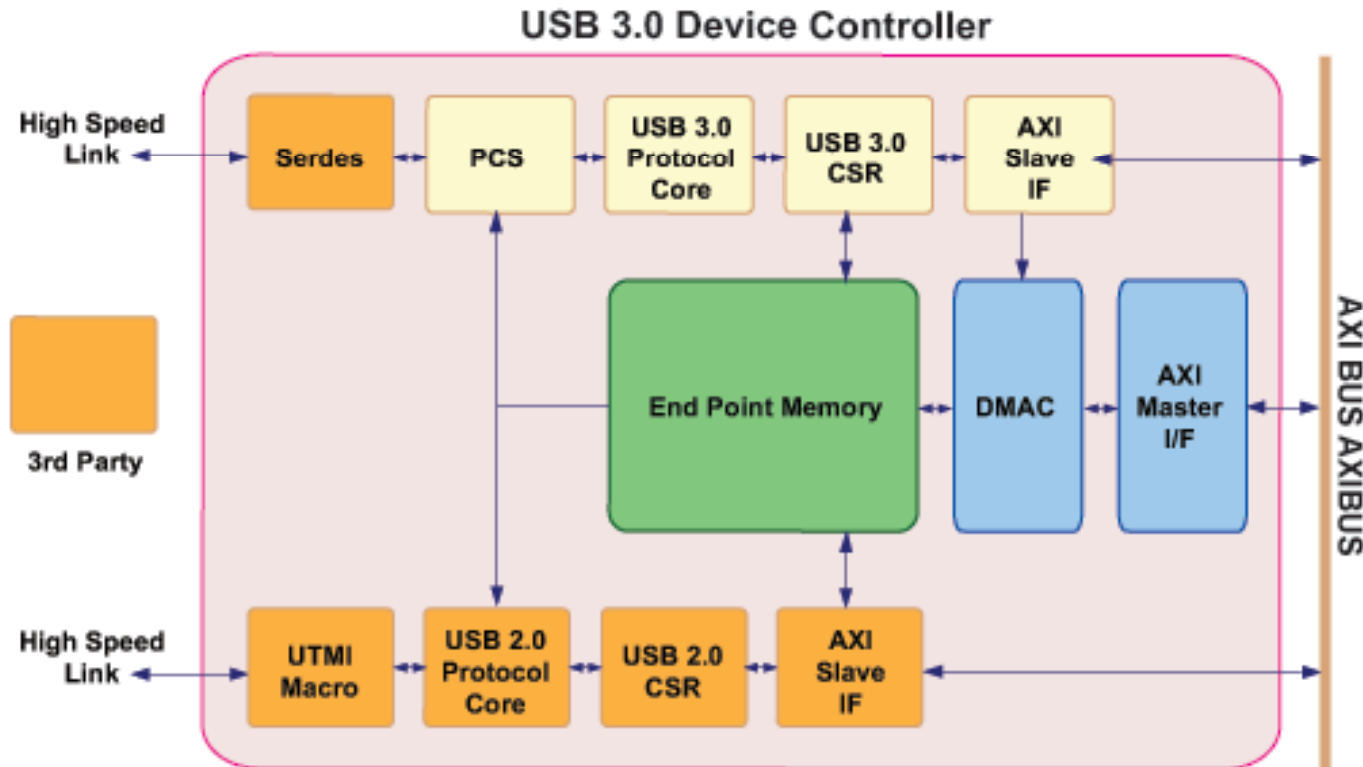 USB 3.0 Device Controller
High Speed
Link
Serdes
PCS
USB 3.0
Protocol
Core
USB 3.0
CSR
AXI
Slave
IF
3rd Party
End Point Memory
DMAC
AXI
Master
I/F
AXI BUS AXIBUS
High Speed
Link
UTMI
Macro
USB 2.0
Protocol
Core
USB 2.0
CSR
AXI
Slave
IF